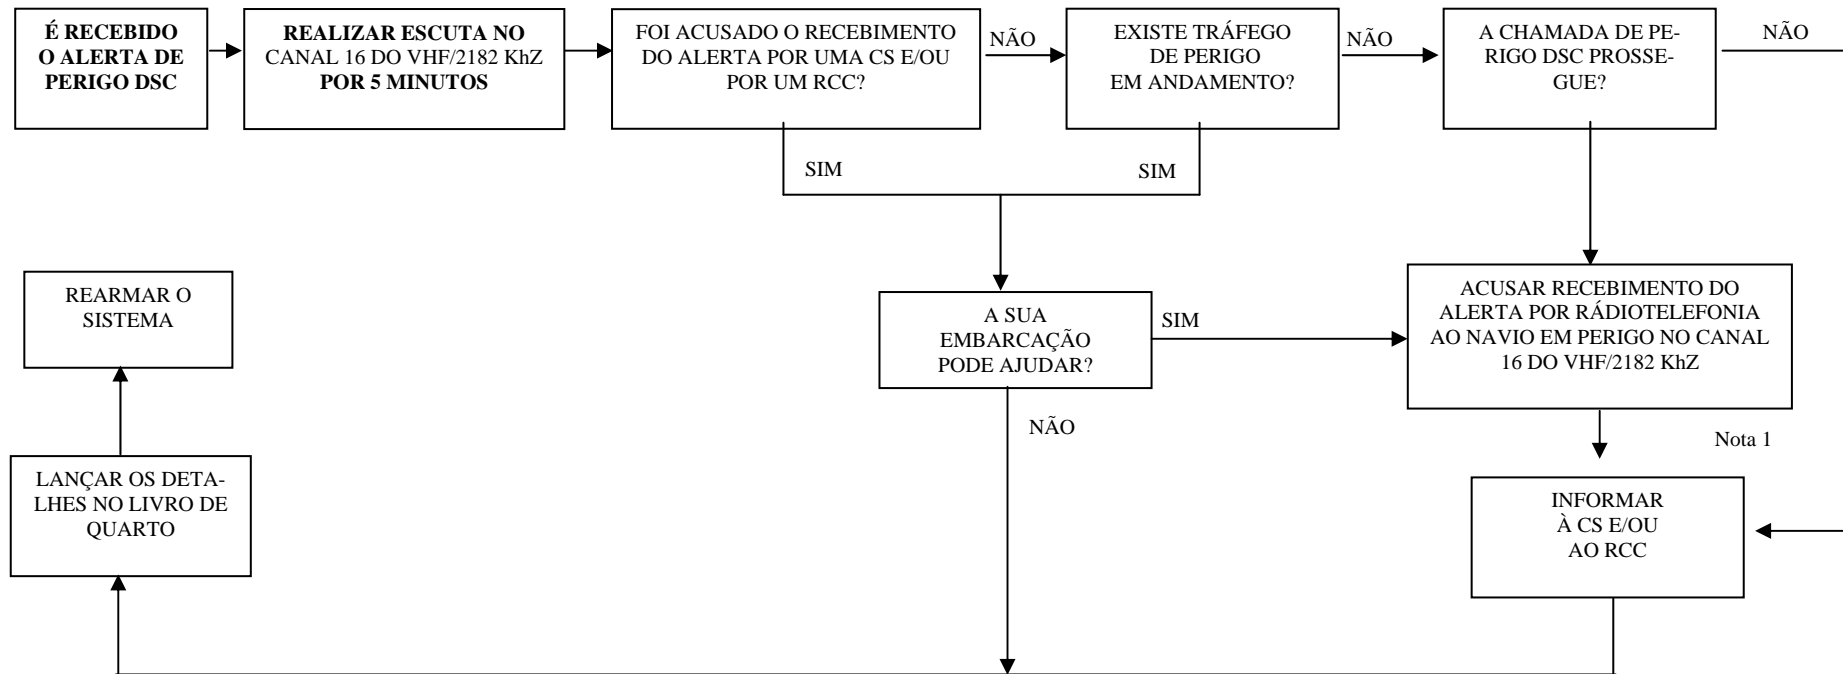 É RECEBIDO
O ALERTA DE
PERIGO DSC
REALIZAR ESCUTA NO
CANAL 16 DO VHF/2182 KhZ
POR 5 MINUTOS
FOI ACUSADO O RECEBIMENTO
DO ALERTA POR UMA CS E/OU
POR UM RCC?
NÃO
EXISTE TRÁFEGO
DE PERIGO
EM ANDAMENTO?
NÃO
A CHAMADA DE PE-
RIGO DSC PROSSE-
GUE?
NÃO
SIM
SIM
REARMAR O
SISTEMA
A SUA
EMBARCAÇÃO
PODE AJUDAR?
SIM
ACUSAR RECEBIMENTO DO
ALERTA POR RÁDIOTELEFONIA
AO NAVIO EM PERIGO NO CANAL
16 DO VHF/2182 KhZ
NÃO
Nota 1
LANÇAR OS DETA-
LHES NO LIVRO DE
QUARTO
INFORMAR
À CS E/OU
AO RCC